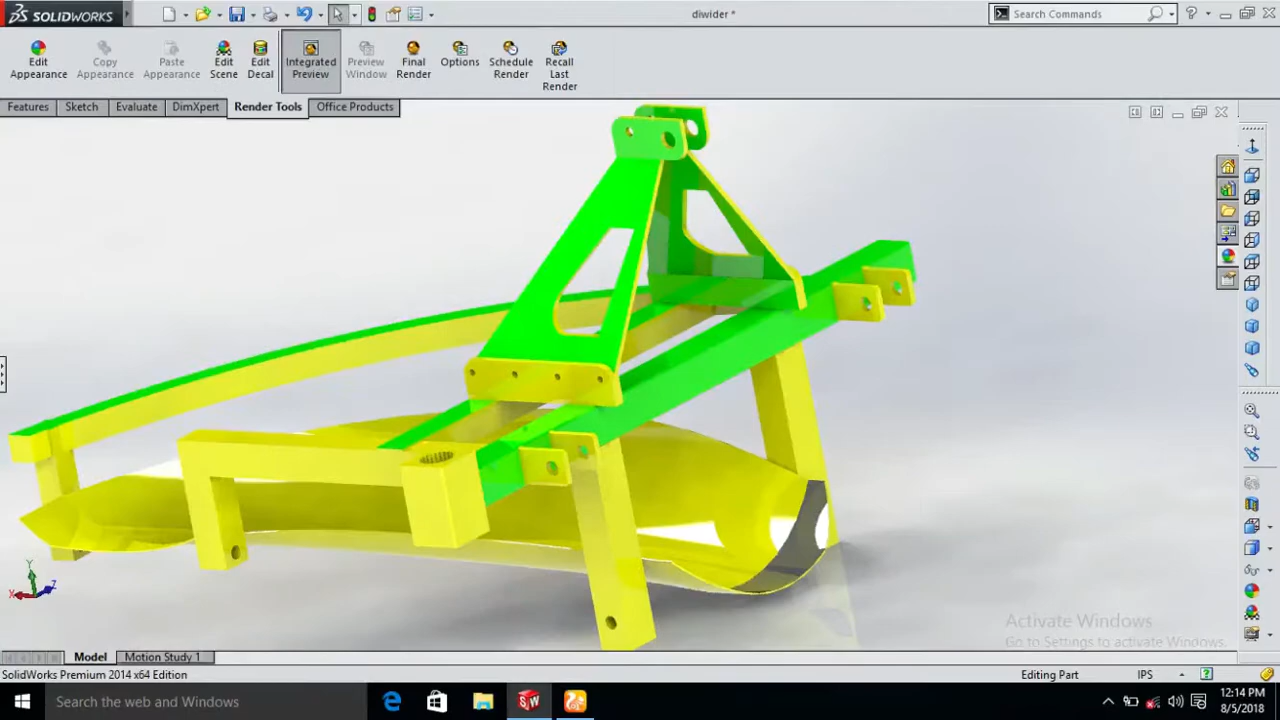 SOLIDWORKS
diwider *
Search Commands
Edit Appearance
Copy Appearance
Paste Appearance
Edit Scene
Edit Decal
Integrated Preview
Preview Window
Final Render
Options
Schedule Render
Recall Last Render
Features
Sketch
Evaluate
DimXpert
Render Tools
Office Products
Y
X
Z
Activate Windows
Go to Settings to activate Windows.
Model
Motion Study 1
SolidWorks Premium 2014 x64 Edition
Editing Part
IPS
Search the web and Windows
12:14 PM
8/5/2018